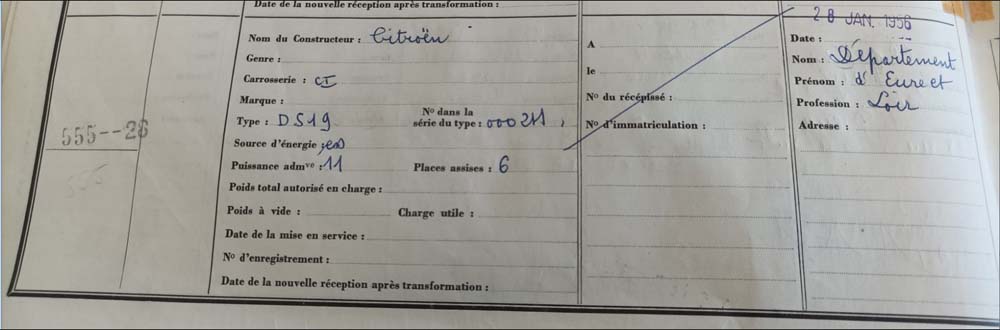 Date de la nouvelle réception après transformation :
555--26
Nom du Constructeur : Citroën
Genre :
Carrosserie : CI
Marque :
Type : DS19
N° dans la
série du type : 000211
Source d'énergie : eo
Puissance admve : 11
Places assises : 6
Poids total autorisé en charge :
Poids à vide :
Charge utile :
Date de la mise en service :
N° d'enregistrement :
Date de la nouvelle réception après transformation :
A
le
N° du récépissé :
N° d'immatriculation :
28 JAN. 1956
Date :
Nom : Département
Prénom : d'Eure et
Profession : Loir
Adresse :